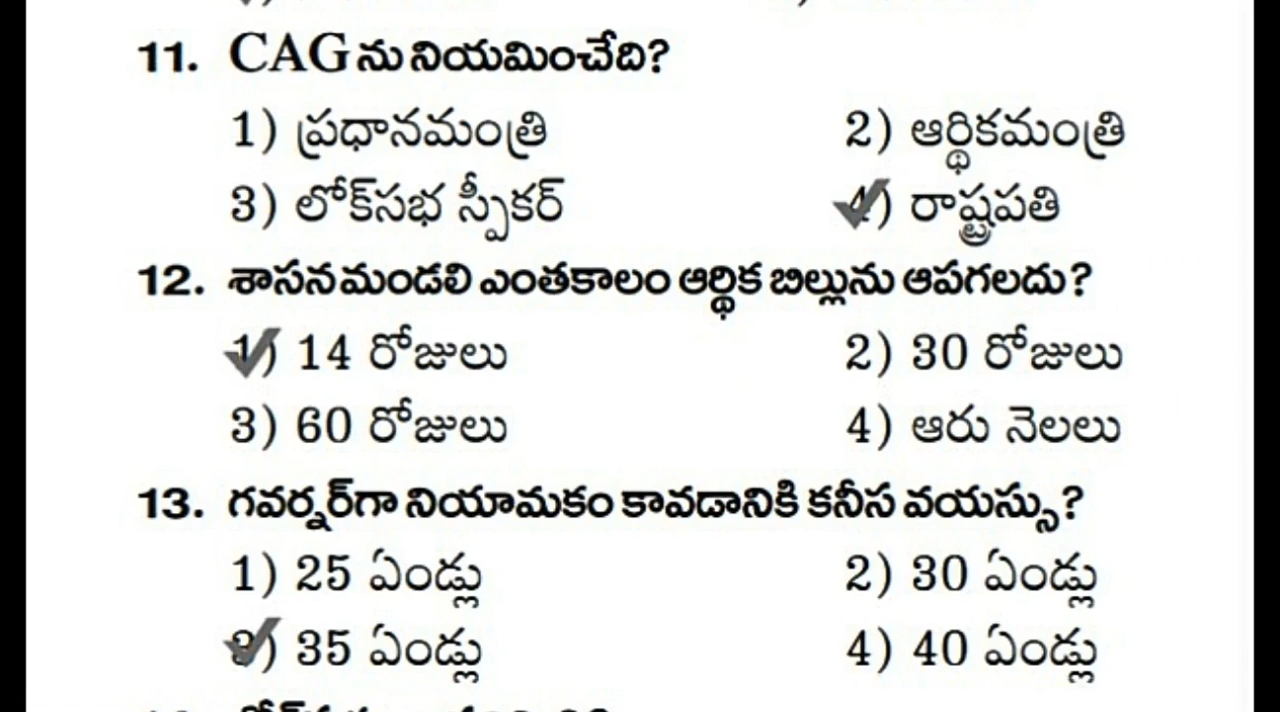 11. CAG ను నియమించేది?
1) ప్రధానమంత్రి 2) ఆర్థికమంత్రి
3) లోక్‌సభ స్పీకర్ 4) రాష్ట్రపతి
12. శాసనమండలి ఎంతకాలం ఆర్థిక బిల్లును ఆపగలదు?
1) 14 రోజులు 2) 30 రోజులు
3) 60 రోజులు 4) ఆరు నెలలు
13. గవర్నర్‌గా నియామకం కావడానికి కనీస వయస్సు?
1) 25 ఏండ్లు 2) 30 ఏండ్లు
3) 35 ఏండ్లు 4) 40 ఏండ్లు